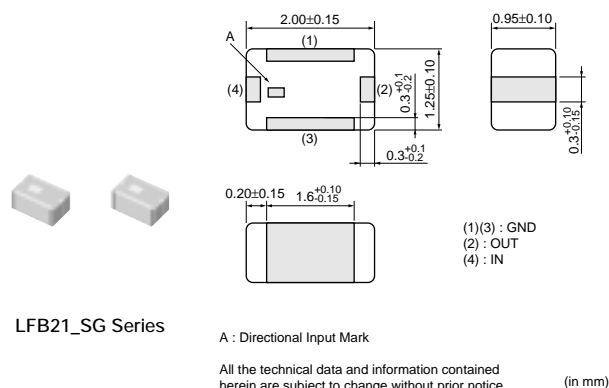 2.00±0.15
A
(1)
0.95±0.10
(4)
(2)
0.3+0.1-0.2
1.25±0.10
0.3+0.10-0.15
(3)
0.3+0.1-0.2
0.20±0.15
1.6+0.10-0.15
(1)(3) : GND
(2) : OUT
(4) : IN
LFB21_SG Series
A : Directional Input Mark
All the technical data and information contained
herein are subject to change without prior notice
(in mm)